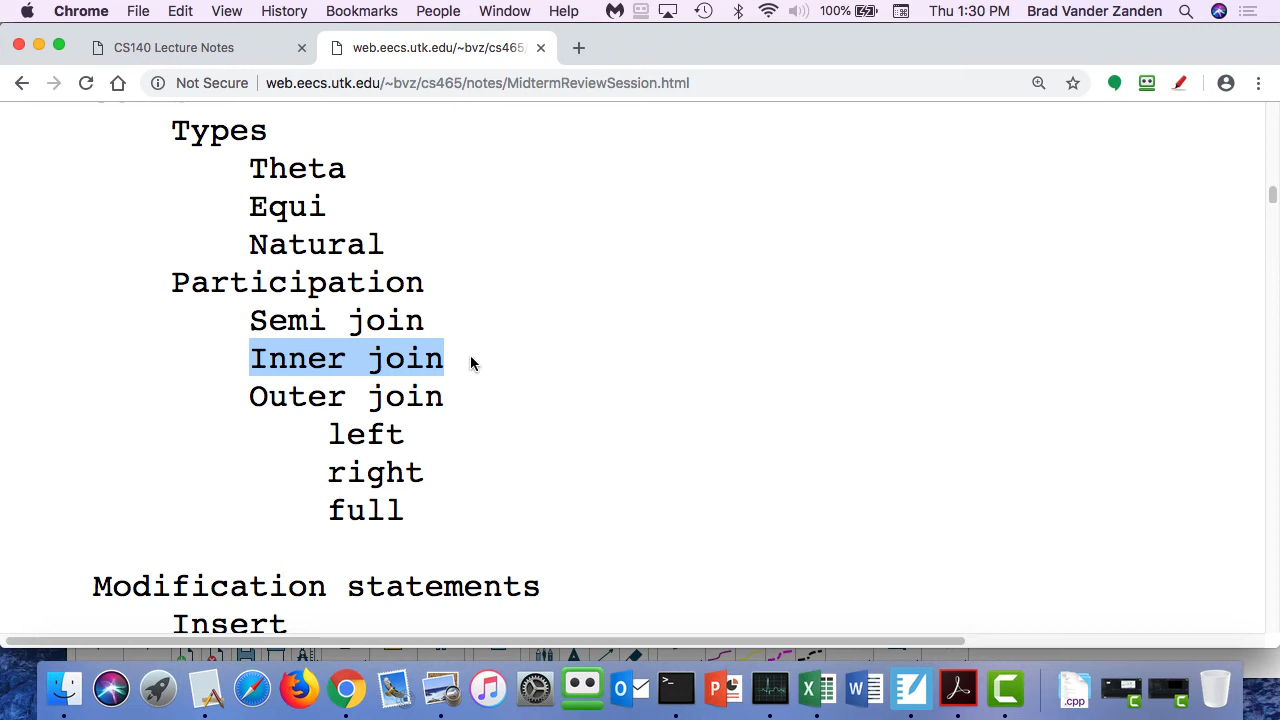 Chrome File Edit View History Bookmarks People Window Help 100% Thu 1:30 PM Brad Vander Zanden
CS140 Lecture Notes web.eecs.utk.edu/~bvz/cs465/
Not Secure web.eecs.utk.edu/~bvz/cs465/notes/MidtermReviewSession.html
Types
Theta
Equi
Natural
Participation
Semi join
Inner join
Outer join
left
right
full
Modification statements
Insert
.cpp